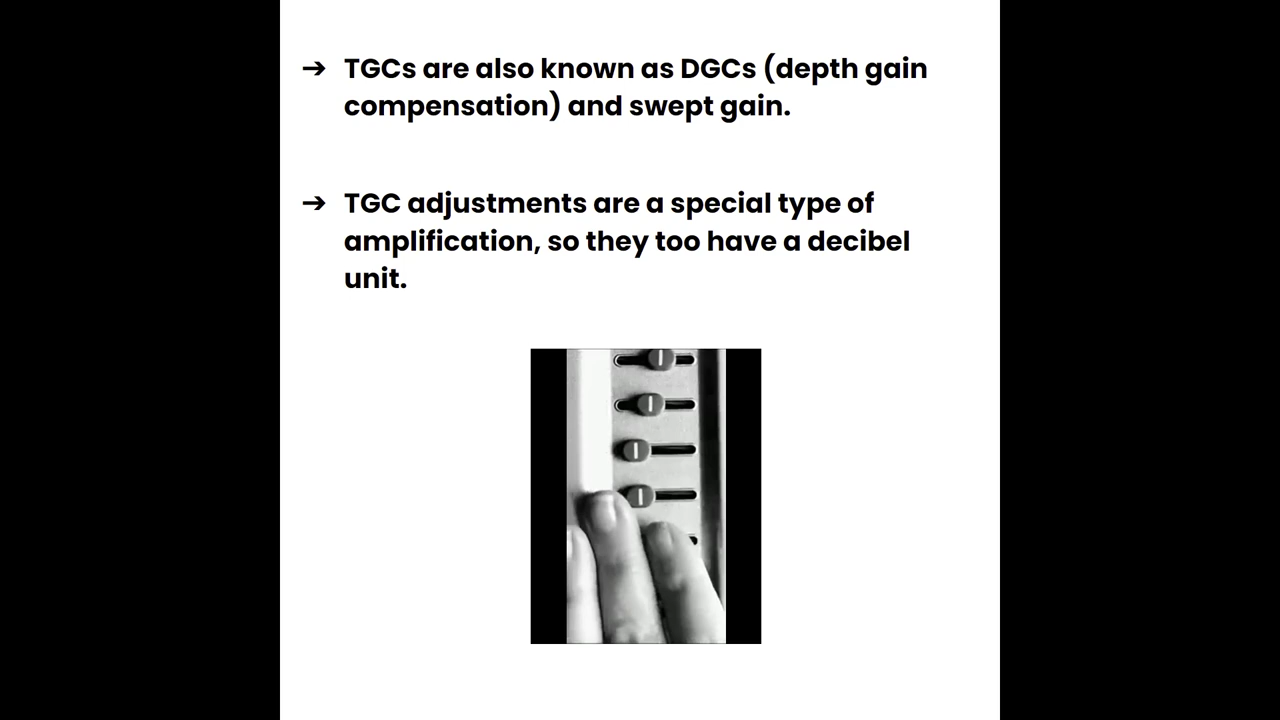 ➔ TGCs are also known as DGCs (depth gain
compensation) and swept gain.
➔ TGC adjustments are a special type of
amplification, so they too have a decibel
unit.